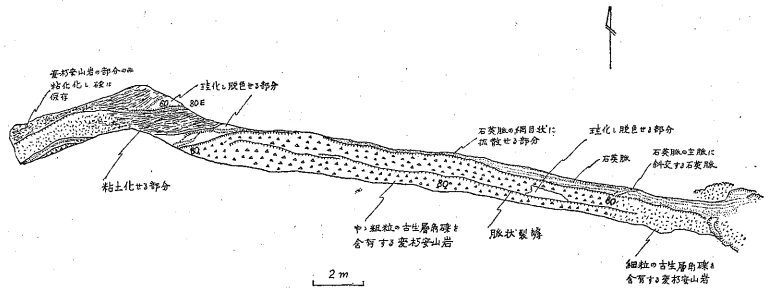 変朽安山岩の部分のみ
粘土化し礫は
保存
珪化し脱色せる部分
60
80E
石英脈の網目状に
拡散せる部分
珪化し脱色せる部分
石英脈
石英脈の主脈に
斜交する石英脈
粘土化せる部分
80
80
80
中〜細粒の古生層角礫を
含有する変朽安山岩
脈状裂罅
細粒の古生層角礫を
含有する変朽安山岩
2 m